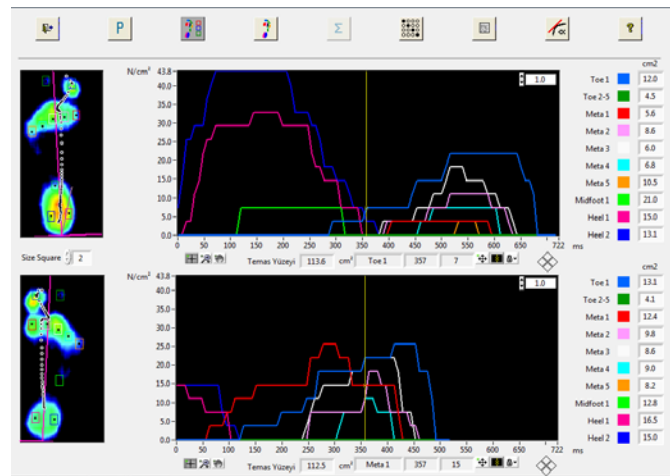 P Σ α ?
N/cm² 43.8 1.0 cm2
40.0
35.0
30.0
25.0
20.0
15.0
10.0
5.0
0.0
0 50 100 150 200 250 300 350 400 450 500 550 600 650 722
ms
Toe 1 12.0
Toe 2-5 4.5
Meta 1 5.6
Meta 2 8.6
Meta 3 6.0
Meta 4 6.8
Meta 5 10.5
Midfoot 1 21.0
Heel 1 15.0
Heel 2 13.1
Size Square 2
Temas Yüzeyi 113.6 cm² Toe 1 357 7
N/cm² 43.8 1.0
40.0
35.0
30.0
25.0
20.0
15.0
10.0
5.0
0.0
0 50 100 150 200 250 300 350 400 450 500 550 600 650 722
ms
Toe 1 13.1
Toe 2-5 4.1
Meta 1 12.4
Meta 2 9.8
Meta 3 8.6
Meta 4 9.0
Meta 5 8.2
Midfoot 1 12.8
Heel 1 16.5
Heel 2 15.0
Temas Yüzeyi 112.5 cm² Meta 1 357 15